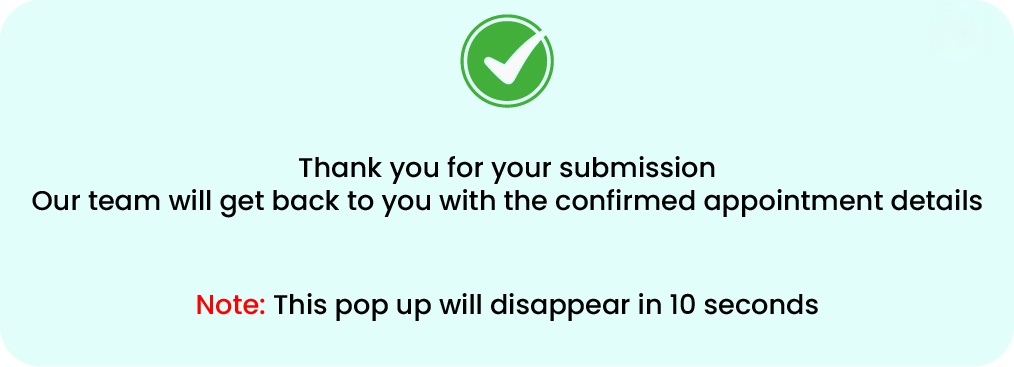 Thank you for your submission
Our team will get back to you with the confirmed appointment details
Note: This pop up will disappear in 10 seconds